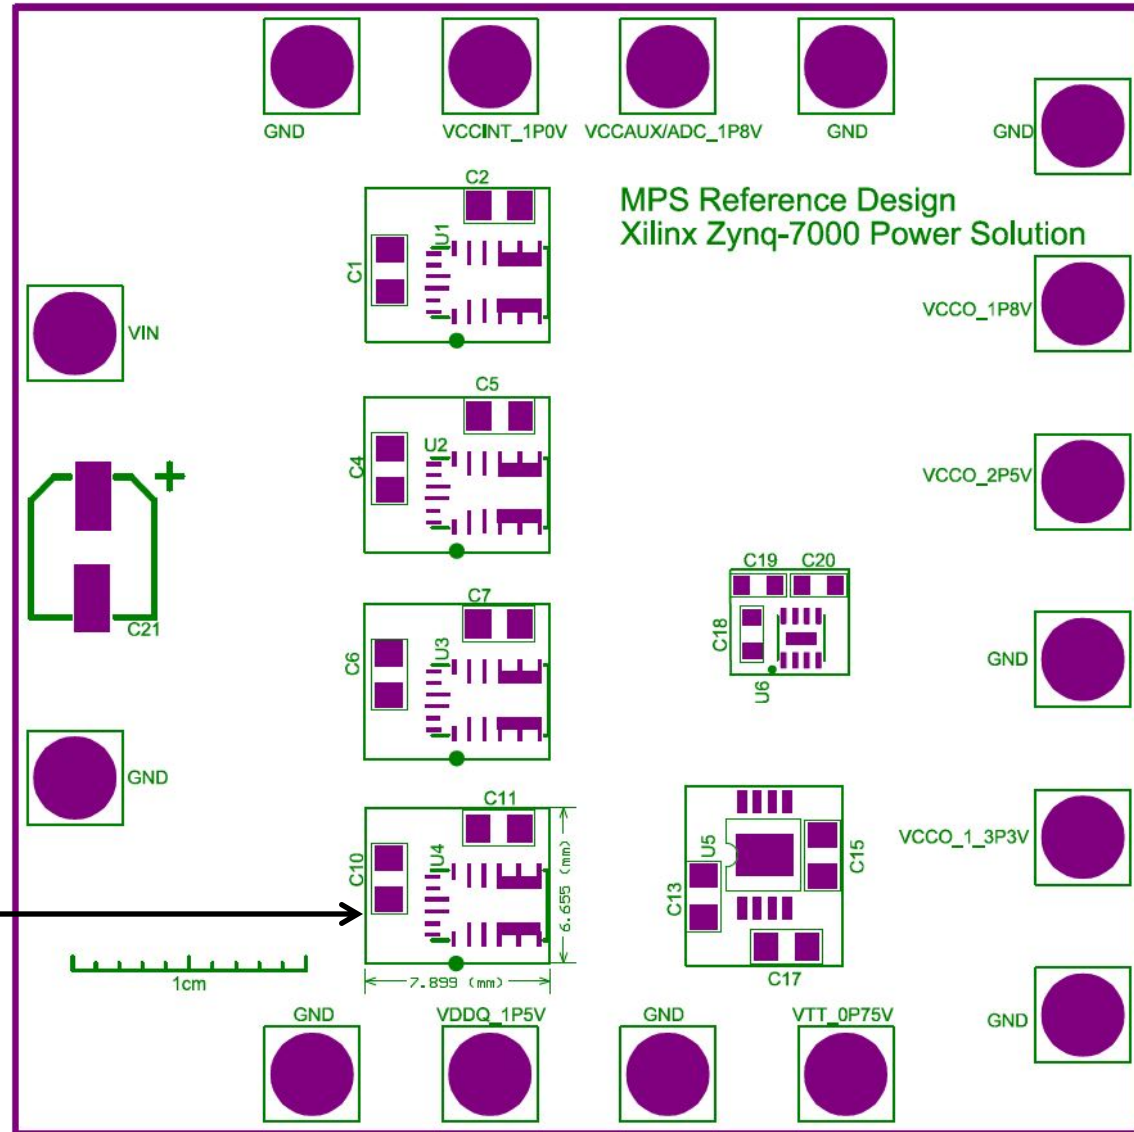 GND
VCCINT_1P0V
VCCAUX/ADC_1P8V
GND
GND
C2
MPS Reference Design
Xilinx Zynq-7000 Power Solution
U1
C1
VCCO_1P8V
VIN
C5
U2
C4
VCCO_2P5V
+
C19
C20
C18
U6
C21
C7
U3
C6
GND
GND
C11
U4
C10
6.655 (mm)
7.899 (mm)
U5
C15
C13
C17
VCCO_1_3P3V
1cm
GND
VDDQ_1P5V
GND
VTT_0P75V
GND